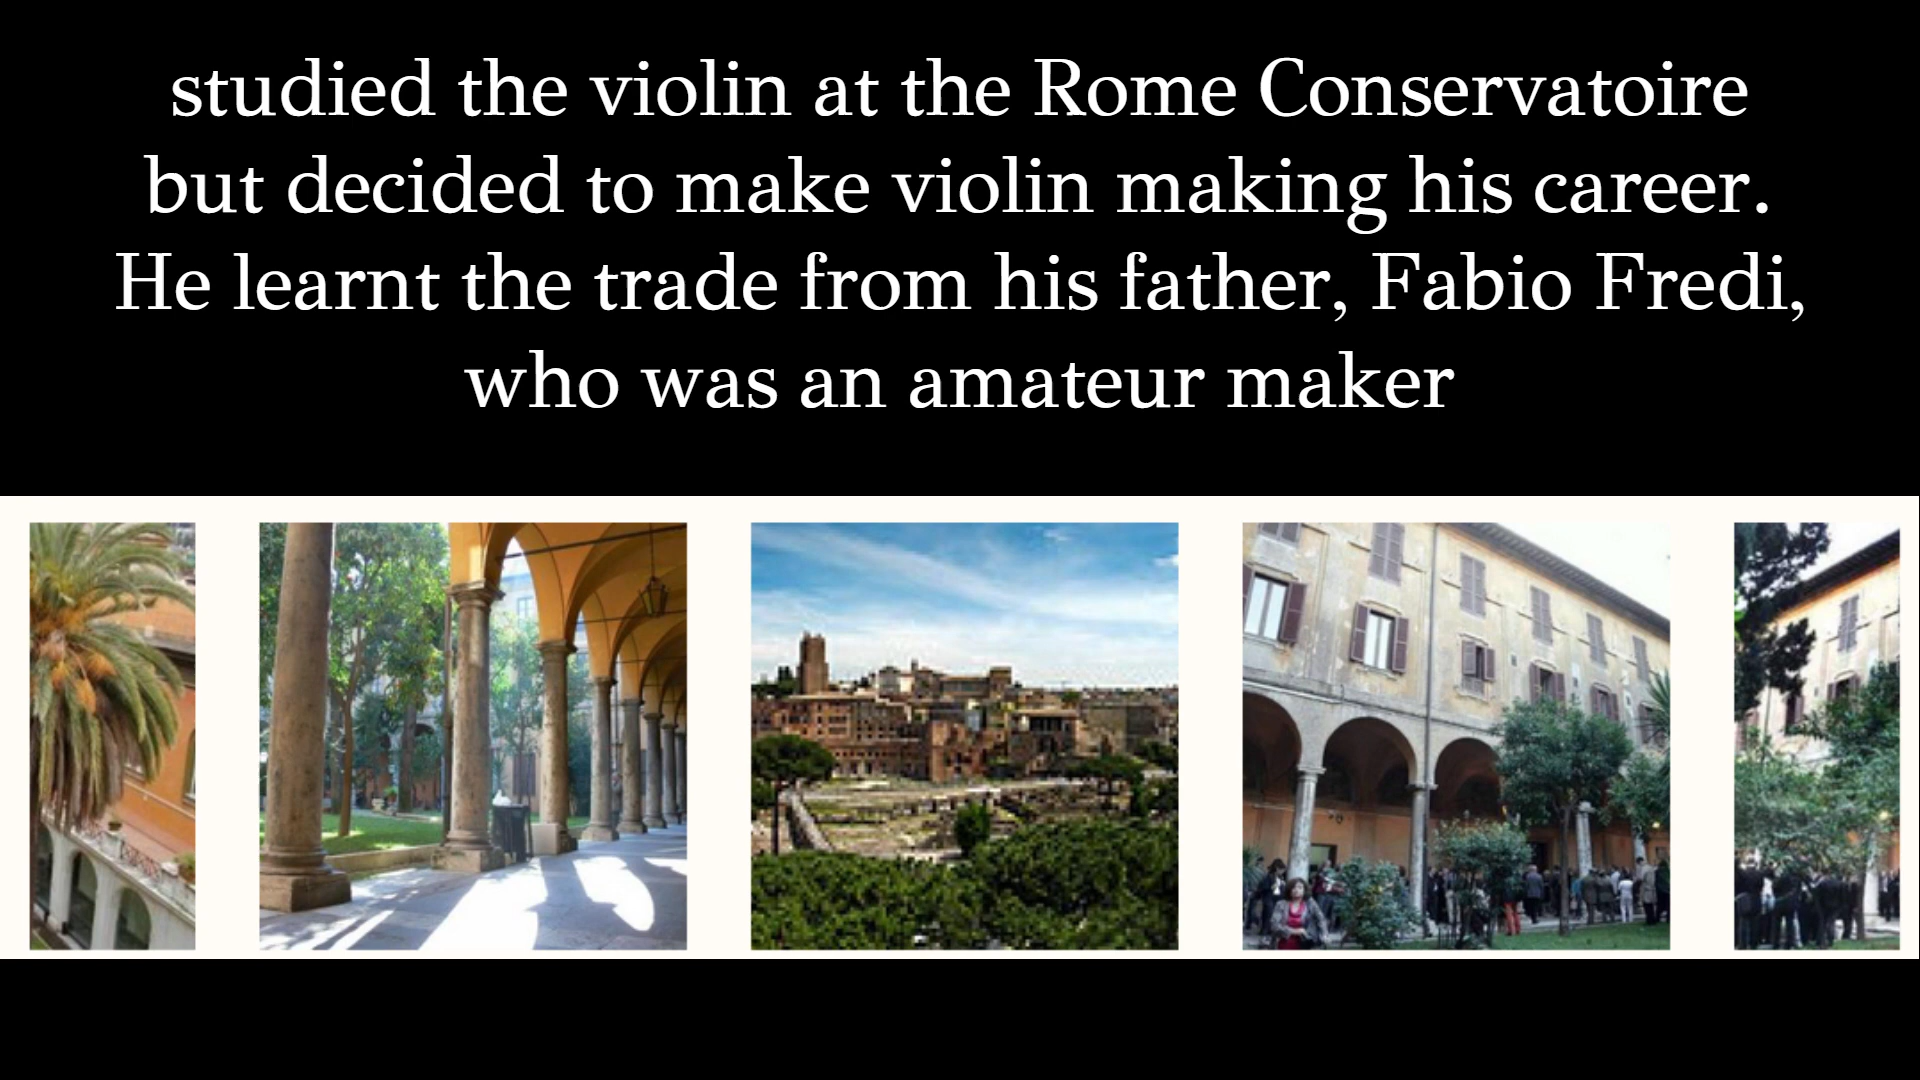 studied the violin at the Rome Conservatoire
but decided to make violin making his career.
He learnt the trade from his father, Fabio Fredi,
who was an amateur maker